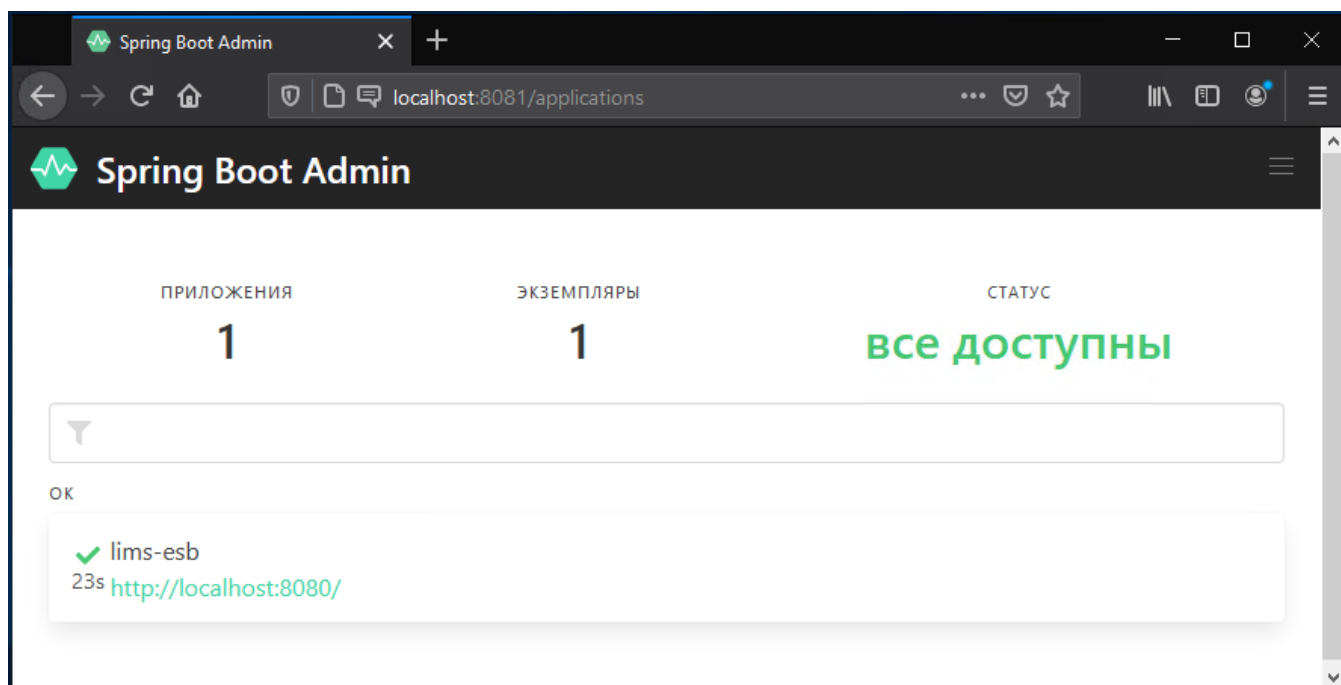 Spring Boot Admin
localhost:8081/applications
Spring Boot Admin
ПРИЛОЖЕНИЯ
1
ЭКЗЕМПЛЯРЫ
1
СТАТУС
все доступны
ОК
lims-esb
23s http://localhost:8080/